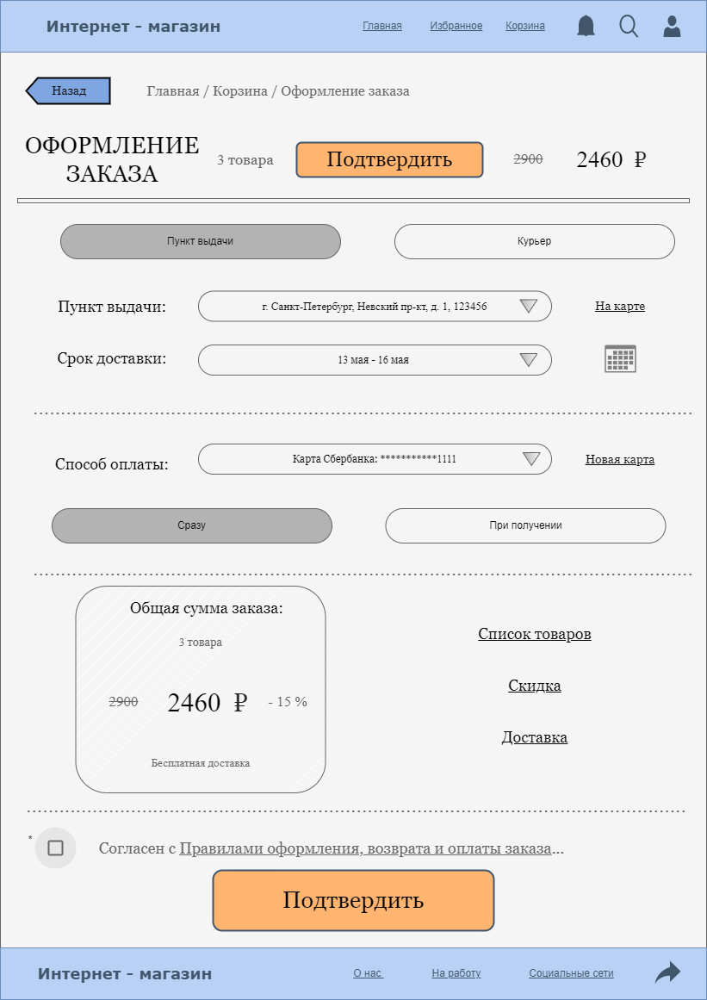 Интернет - магазин
Главная
Избранное
Корзина
Назад
Главная / Корзина / Оформление заказа
ОФОРМЛЕНИЕ
ЗАКАЗА
3 товара
Подтвердить
2900
2460 ₽
Пункт выдачи
Курьер
Пункт выдачи:
г. Санкт-Петербург, Невский пр-кт, д. 1, 123456
На карте
Срок доставки:
13 мая - 16 мая
Способ оплаты:
Карта Сбербанка: ***********1111
Новая карта
Сразу
При получении
Общая сумма заказа:
3 товара
2900
2460 ₽
- 15 %
Бесплатная доставка
Список товаров
Скидка
Доставка
*
Согласен с Правилами оформления, возврата и оплаты заказа...
Подтвердить
Интернет - магазин
О нас
На работу
Социальные сети